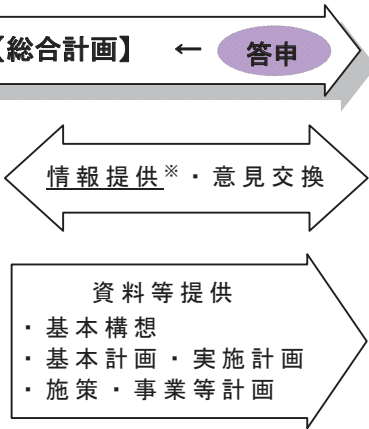 【総合計画】 ← 答申
情報提供※・意見交換
資料等提供
・基本構想
・基本計画・実施計画
・施策・事業等計画